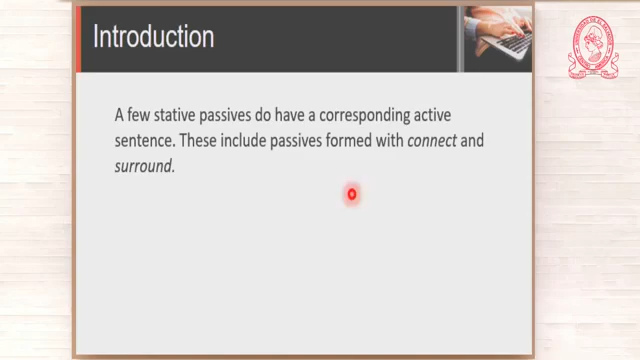 Introduction
A few stative passives do have a corresponding active
sentence. These include passives formed with connect and
surround.